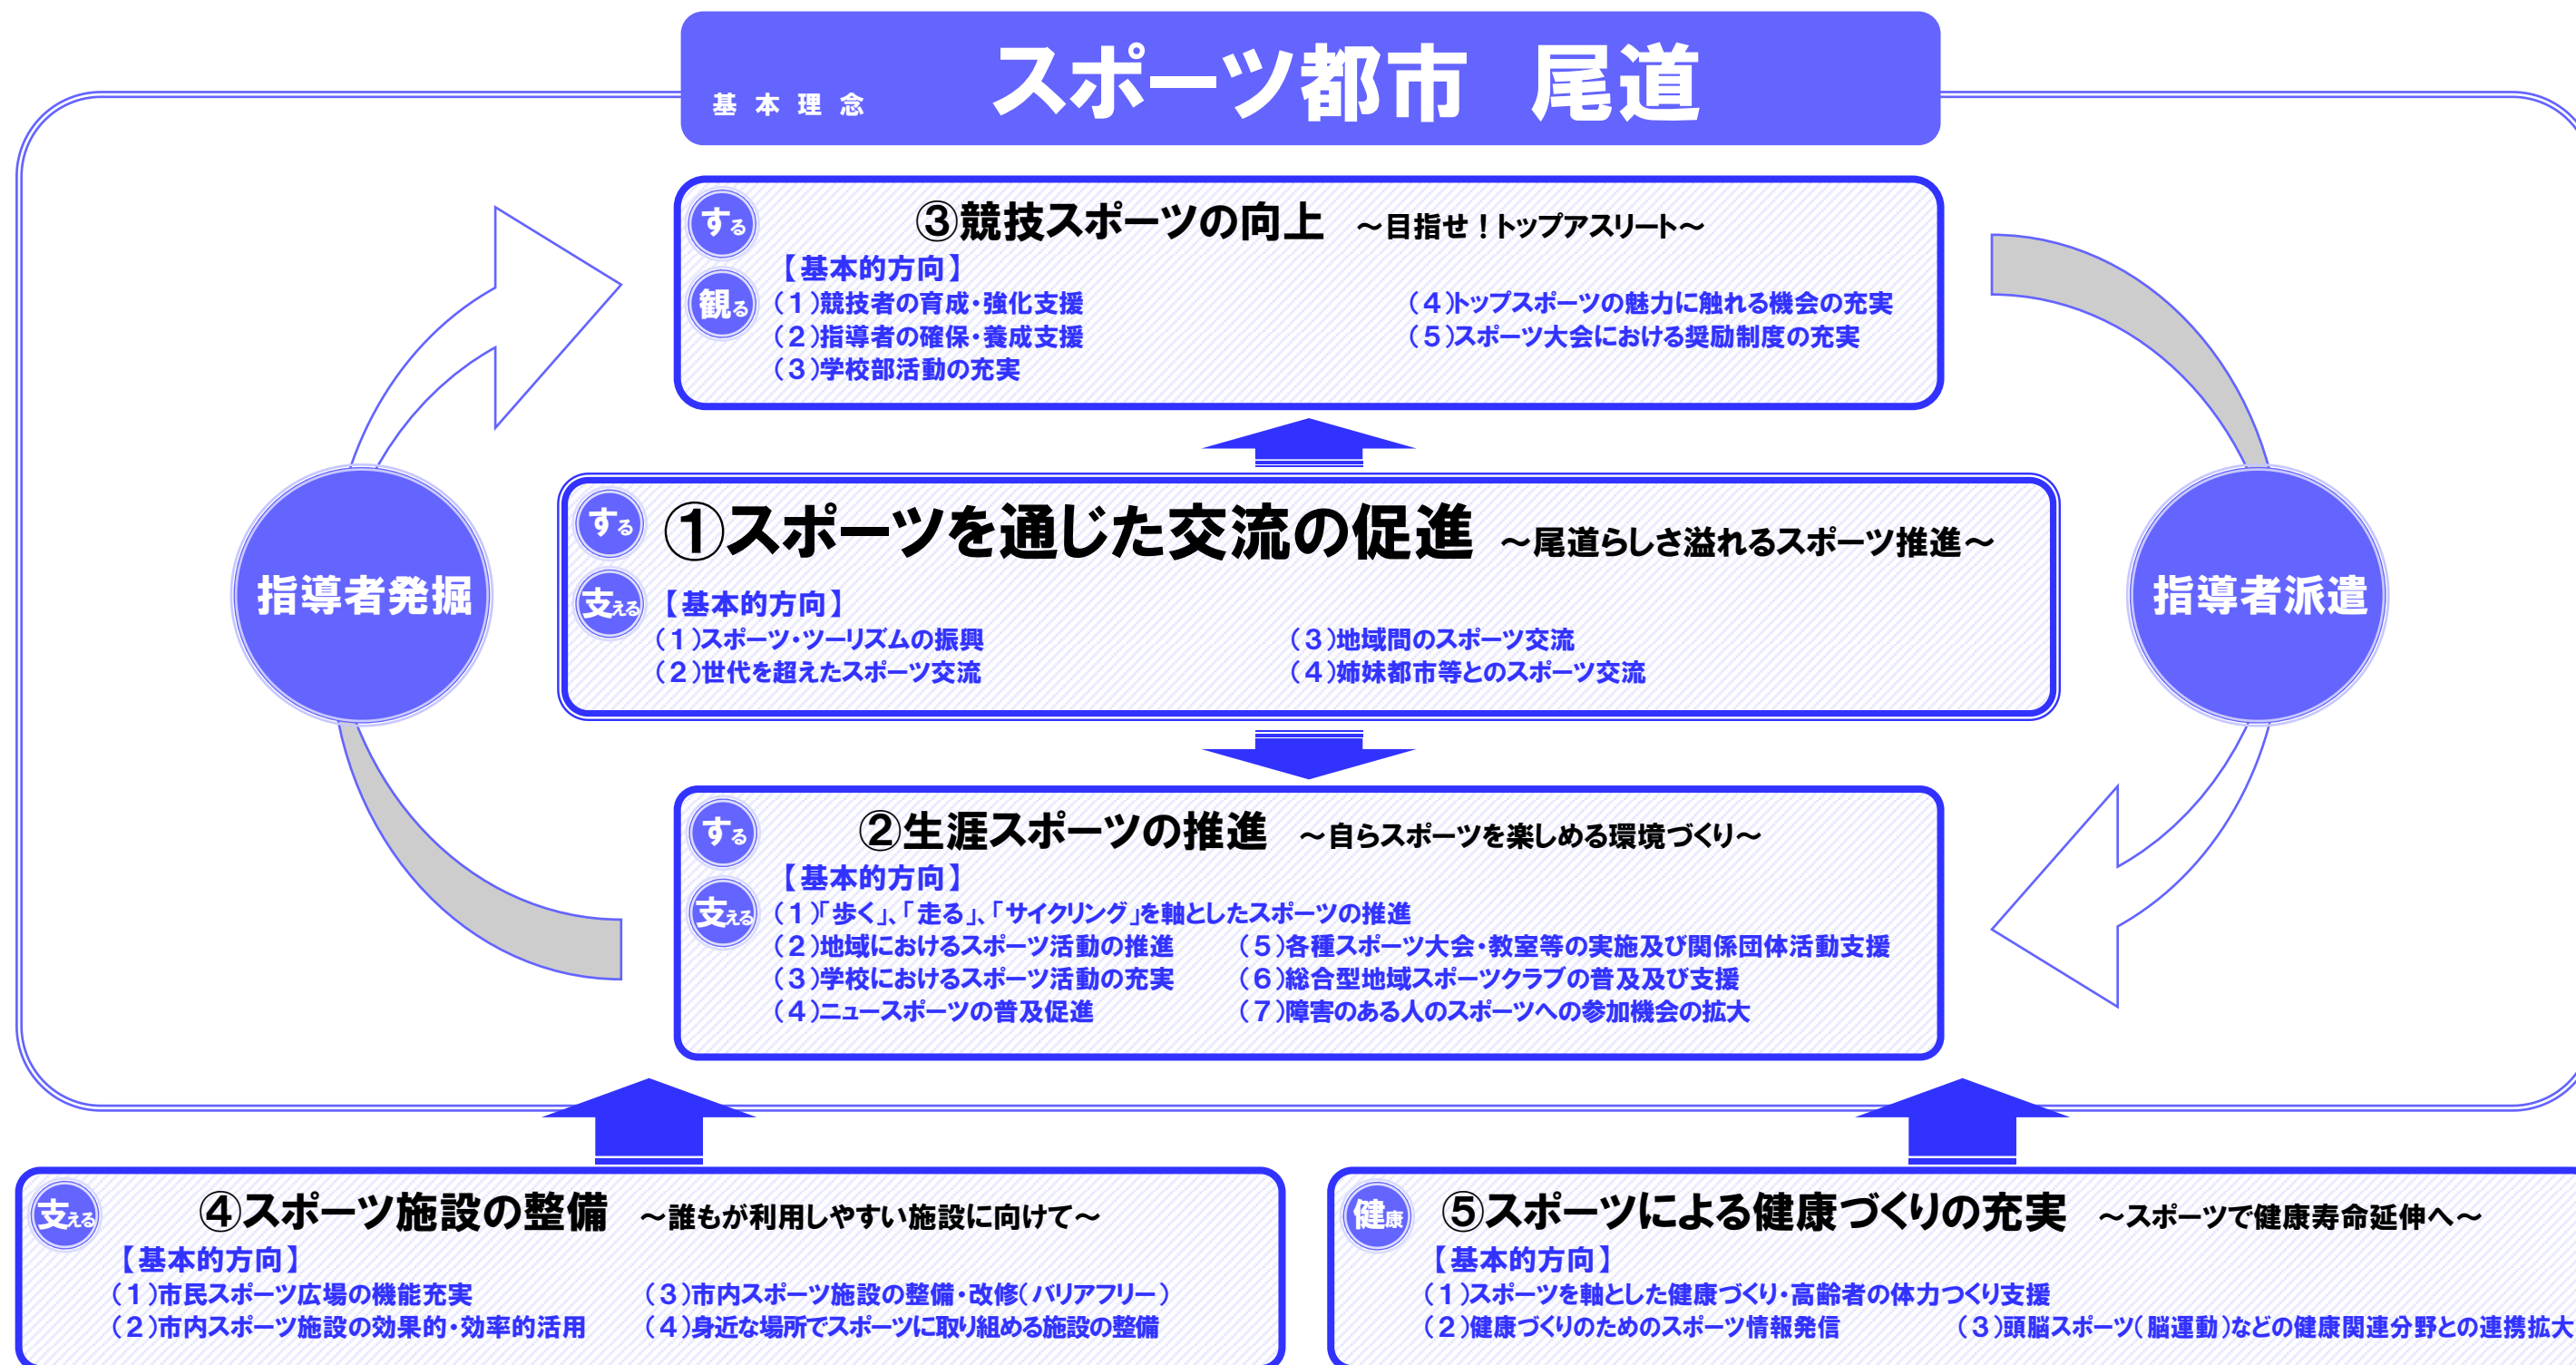 基本理念 スポーツ都市 尾道
する
観る
③競技スポーツの向上 ～目指せ！トップアスリート～
【基本的方向】
（1）競技者の育成・強化支援
（2）指導者の確保・養成支援
（3）学校部活動の充実
（4）トップスポーツの魅力に触れる機会の充実
（5）スポーツ大会における奨励制度の充実
指導者発掘
する
支える
①スポーツを通じた交流の促進 ～尾道らしさ溢れるスポーツ推進～
【基本的方向】
（1）スポーツ・ツーリズムの振興
（2）世代を超えたスポーツ交流
（3）地域間のスポーツ交流
（4）姉妹都市等とのスポーツ交流
指導者派遣
する
支える
②生涯スポーツの推進 ～自らスポーツを楽しめる環境づくり～
【基本的方向】
（1）「歩く」、「走る」、「サイクリング」を軸としたスポーツの推進
（2）地域におけるスポーツ活動の推進
（3）学校におけるスポーツ活動の充実
（4）ニュースポーツの普及促進
（5）各種スポーツ大会・教室等の実施及び関係団体活動支援
（6）総合型地域スポーツクラブの普及及び支援
（7）障害のある人のスポーツへの参加機会の拡大
支える
④スポーツ施設の整備 ～誰もが利用しやすい施設に向けて～
【基本的方向】
（1）市民スポーツ広場の機能充実
（2）市内スポーツ施設の効果的・効率的活用
（3）市内スポーツ施設の整備・改修（バリアフリー）
（4）身近な場所でスポーツに取り組める施設の整備
健康
⑤スポーツによる健康づくりの充実 ～スポーツで健康寿命延伸へ～
【基本的方向】
（1）スポーツを軸とした健康づくり・高齢者の体力つくり支援
（2）健康づくりのためのスポーツ情報発信
（3）頭脳スポーツ（脳運動）などの健康関連分野との連携拡大